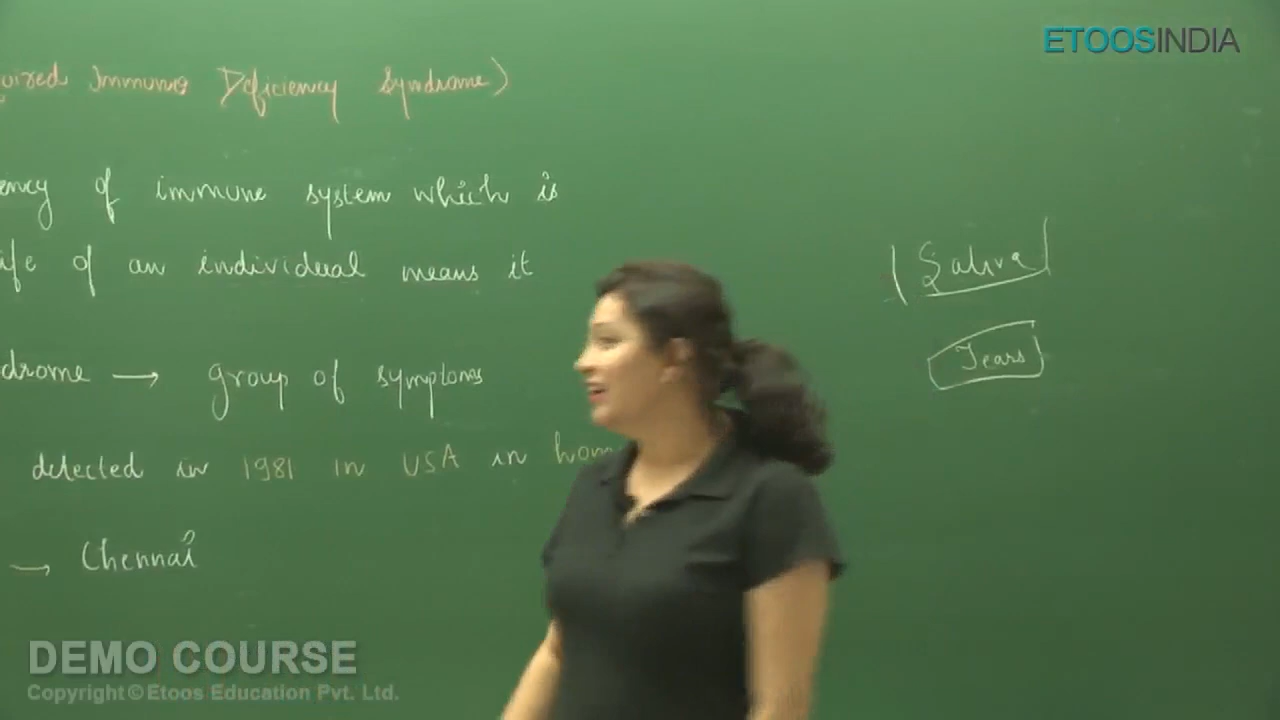 ETOOSINDIA
uired Immuno Deficiency Syndrome)
ency of immune system which is
ife of an individual means it
Saliva
Tears
drome → group of symptoms
detected in 1981 in USA in hom
→ Chennai
DEMO COURSE
Copyright © Etoos Education Pvt. Ltd.